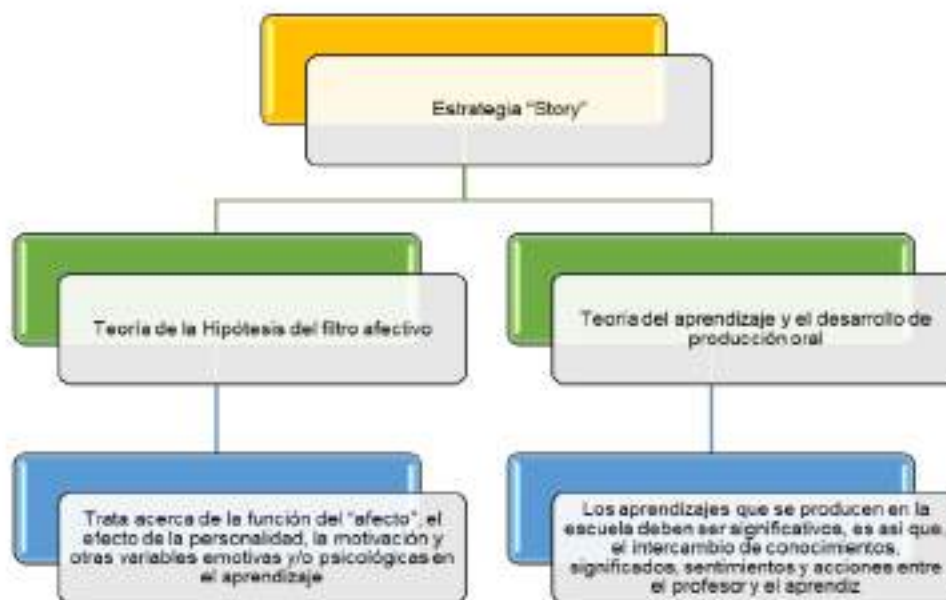 Estrategia "Story"
Teoría de la Hipótesis del filtro afectivo
Teoría del aprendizaje y el desarrollo de
producción oral
Trata acerca de la función del "afecto", el
efecto de la personalidad, la motivación y
otras variables emotivas y/o psicológicas en
el aprendizaje
Los aprendizajes que se producen en la
escuela deben ser significativos, es así que,
el intercambio de conocimientos,
significados, sentimientos y acciones entre
el profesor y el aprendiz